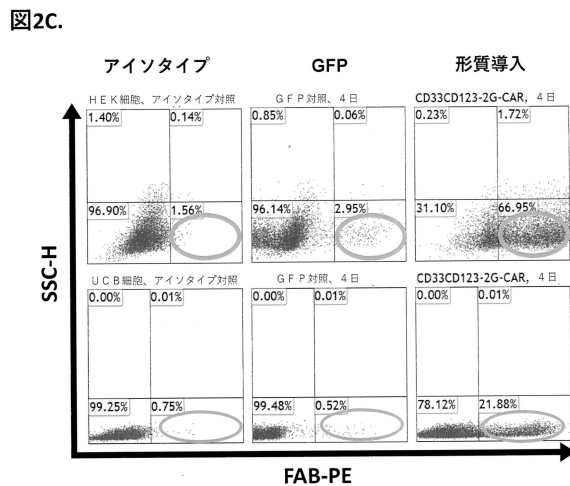 図2C.
アイソタイプ
GFP
形質導入
HEK細胞、アイソタイプ対照
GFP対照、4日
CD33CD123-2G-CAR，4日
1.40%
0.14%
0.85%
0.06%
0.23%
1.72%
96.90%
1.56%
96.14%
2.95%
31.10%
66.95%
UCB細胞、アイソタイプ対照
GFP対照、4日
CD33CD123-2G-CAR，4日
0.00%
0.01%
0.00%
0.01%
0.00%
0.01%
99.25%
0.75%
99.48%
0.52%
78.12%
21.88%
SSC-H
FAB-PE